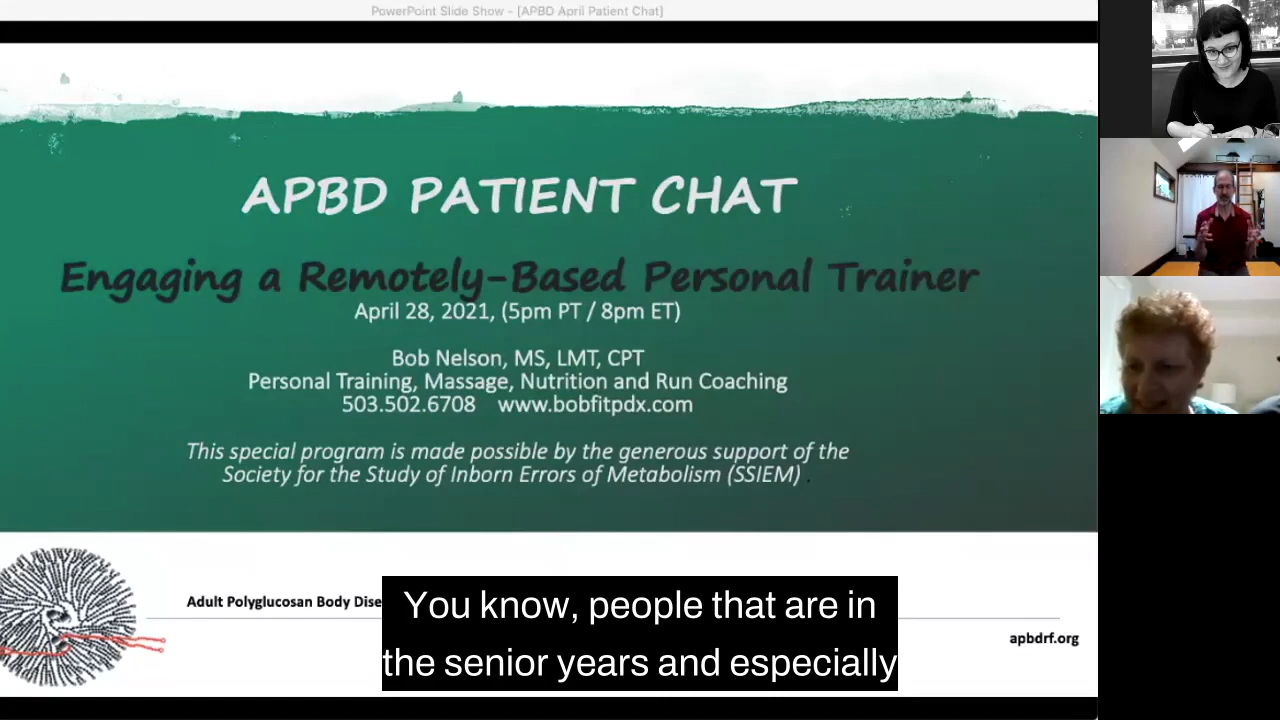 PowerPoint Slide Show - [APBD April Patient Chat]
APBD PATIENT CHAT
Engaging a Remotely-Based Personal Trainer
April 28, 2021, (5pm PT / 8pm ET)
Bob Nelson, MS, LMT, CPT
Personal Training, Massage, Nutrition and Run Coaching
503.502.6708 www.bobfitpdx.com
This special program is made possible by the generous support of the
Society for the Study of Inborn Errors of Metabolism (SSIEM) .
Adult Polyglucosan Body Dise
apbdrf.org
You know, people that are in
the senior years and especially